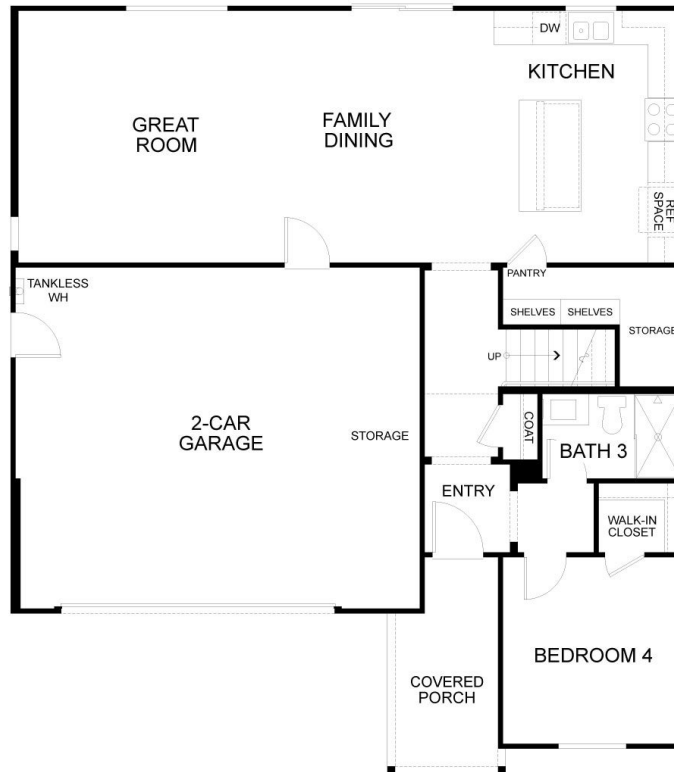 DW
KITCHEN
GREAT
ROOM
FAMILY
DINING
REF
SPACE
TANKLESS
WH
PANTRY
SHELVES
SHELVES
STORAGE
UP
2-CAR
GARAGE
STORAGE
COAT
BATH 3
ENTRY
WALK-IN
CLOSET
BEDROOM 4
COVERED
PORCH